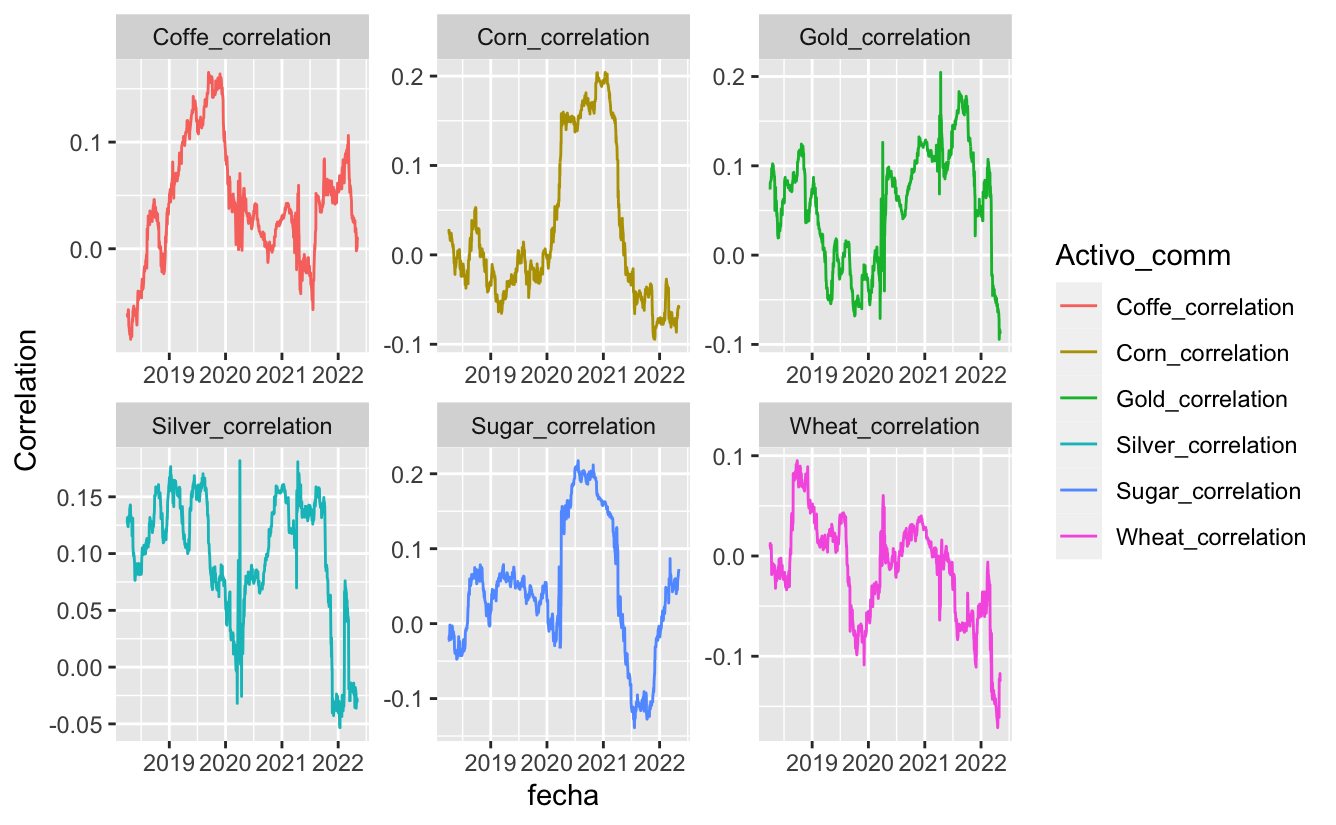 Coffe_correlation
Corn_correlation
Gold_correlation
0.1
0.0
0.2
0.1
0.0
-0.1
0.2
0.1
0.0
-0.1
2019 2020 2021 2022
2019 2020 2021 2022
2019 2020 2021 2022
Silver_correlation
Sugar_correlation
Wheat_correlation
0.15
0.10
0.05
0.00
-0.05
0.2
0.1
0.0
-0.1
0.1
0.0
-0.1
2019 2020 2021 2022
2019 2020 2021 2022
2019 2020 2021 2022
Correlation
fecha
Activo_comm
Coffe_correlation
Corn_correlation
Gold_correlation
Silver_correlation
Sugar_correlation
Wheat_correlation